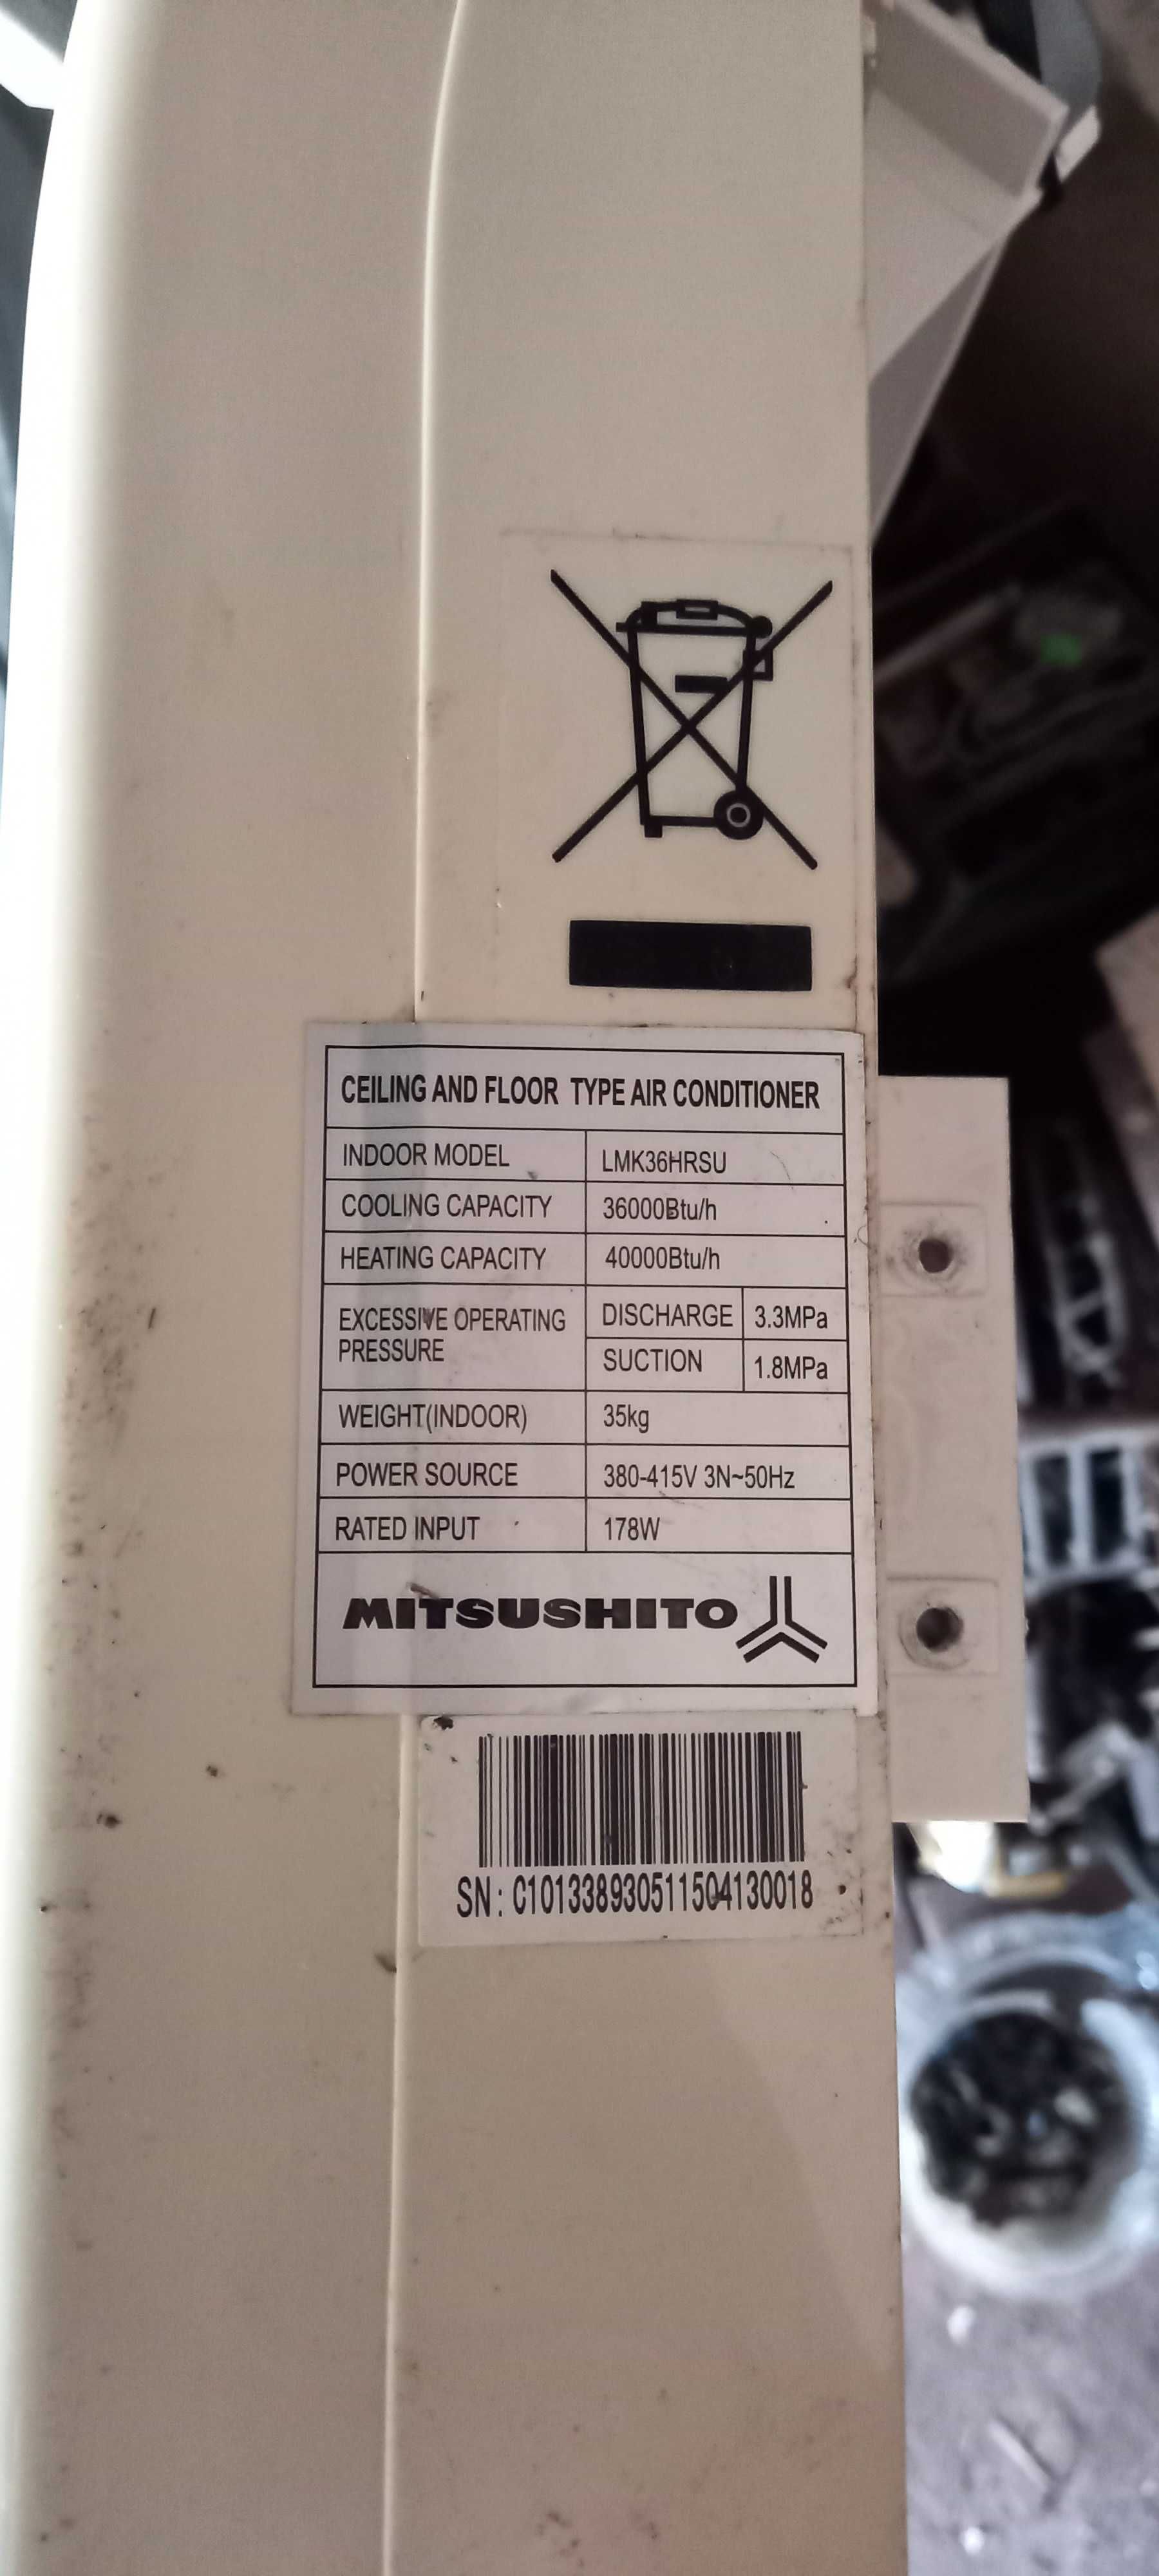 CEILING AND FLOOR TYPE AIR CONDITIONER
INDOOR MODEL LMK36HRSU
COOLING CAPACITY 36000Btu/h
HEATING CAPACITY 40000Btu/h
EXCESSIVE OPERATING PRESSURE DISCHARGE 3.3MPa
SUCTION 1.8MPa
WEIGHT(INDOOR) 35kg
POWER SOURCE 380-415V 3N~50Hz
RATED INPUT 178W
MITSUSHITO
SN: C101338930511504130018